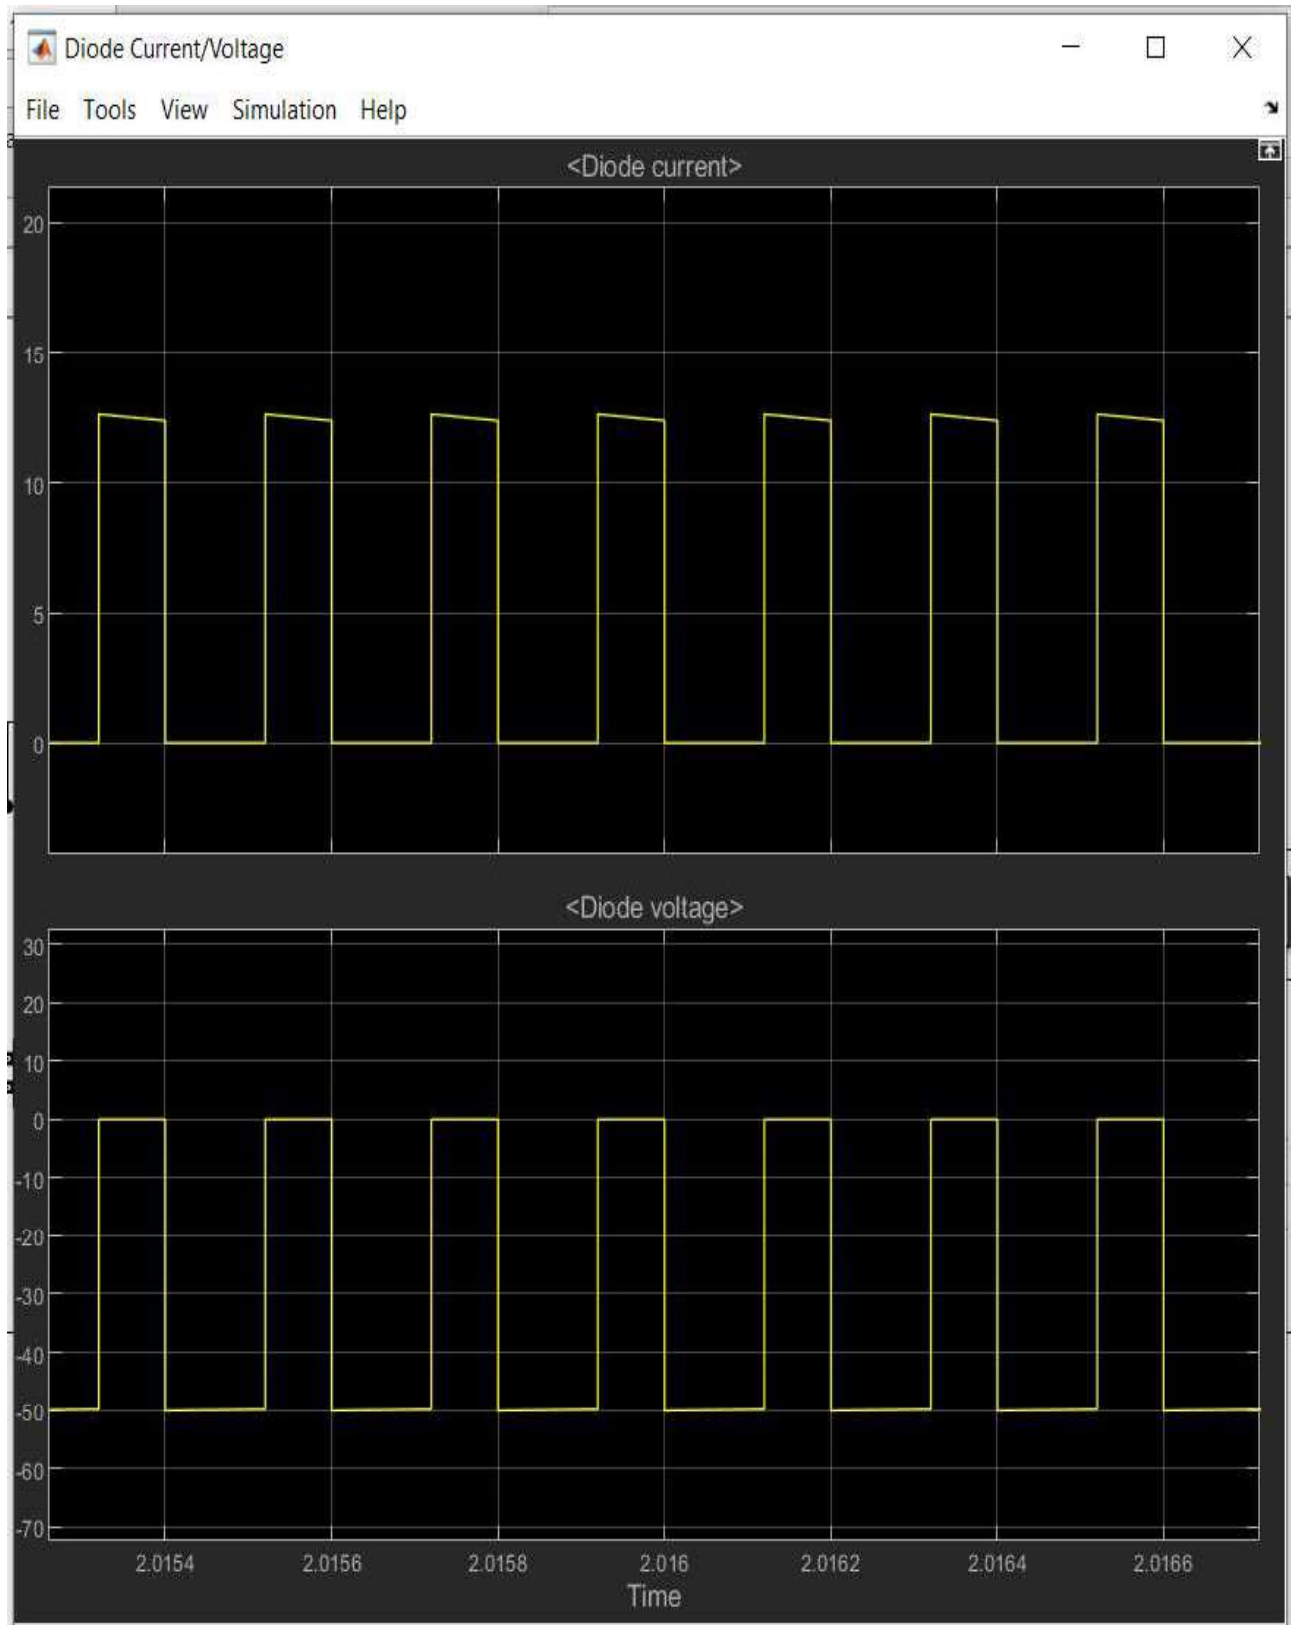 Diode Current/Voltage
File Tools View Simulation Help
<Diode current>
20
15
10
5
0
<Diode voltage>
30
20
10
0
-10
-20
-30
-40
-50
-60
-70
2.0154 2.0156 2.0158 2.016 2.0162 2.0164 2.0166
Time